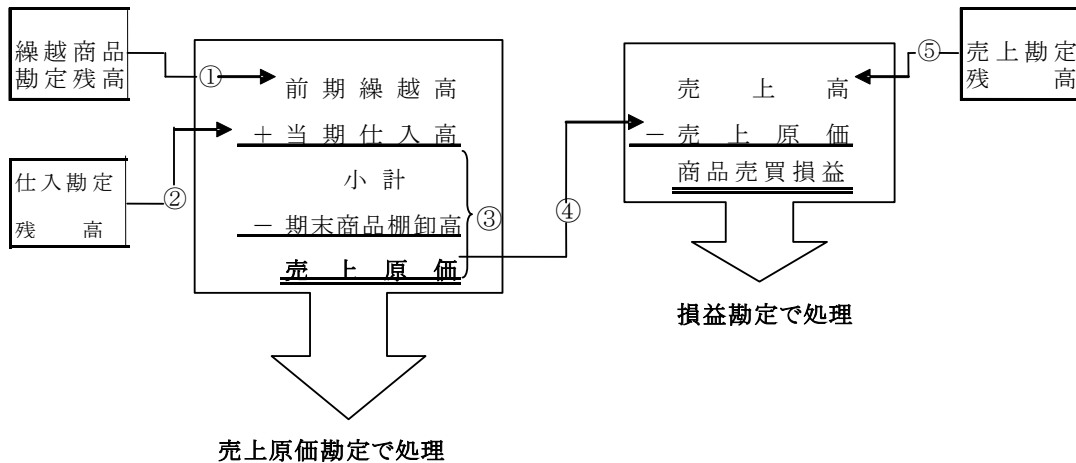 繰越商品
勘定残高
①
前期繰越高
＋当期仕入高
小計
－期末商品棚卸高
売上原価
仕入勘定
残高
②
③
④
売上高
－売上原価
商品売買損益
⑤
売上勘定
残高
損益勘定で処理
売上原価勘定で処理